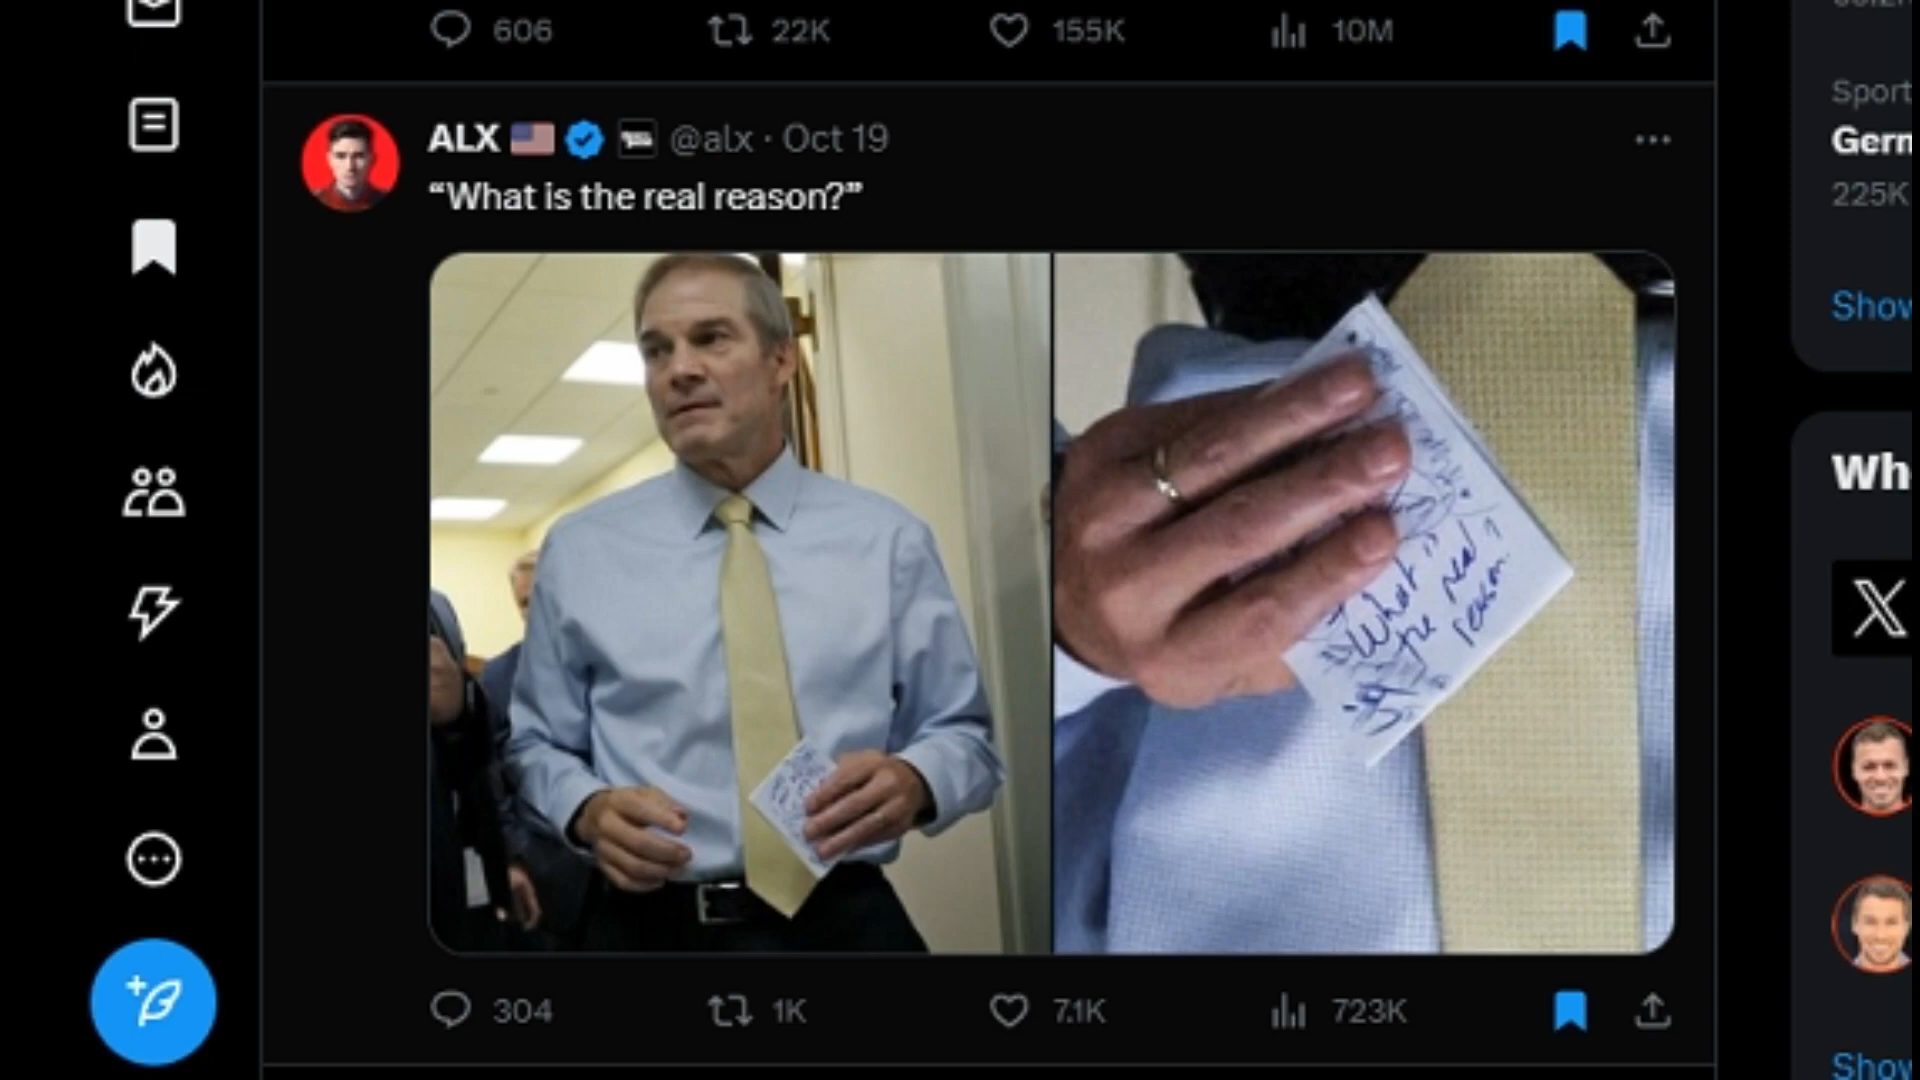 606 22K 155K 10M
ALX @alx · Oct 19
“What is the real reason?”
What is
the real
reason?
304 1K 7.1K 723K
Sport
Germ
225K
Show
Wh
X
Show